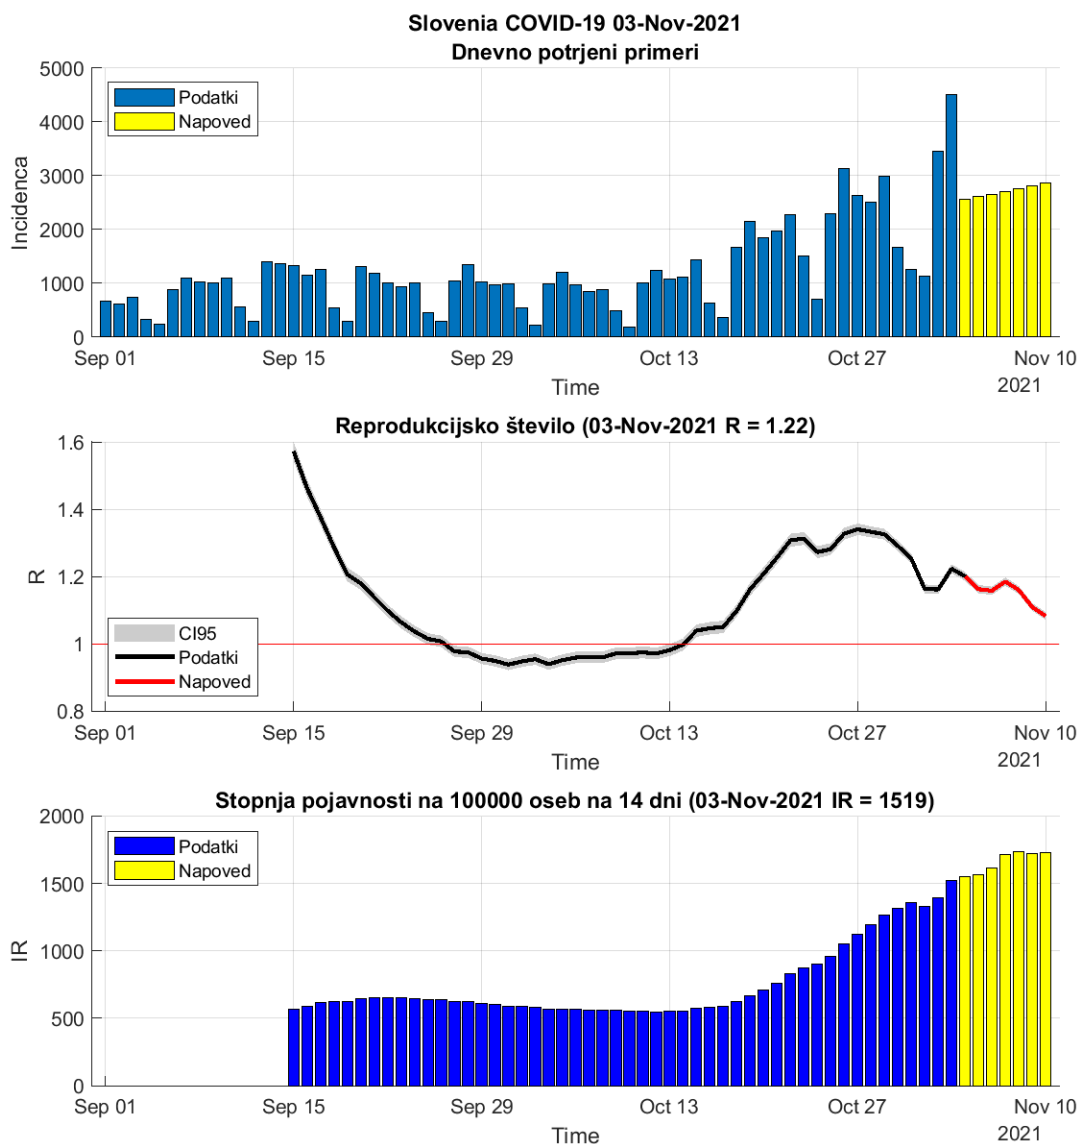 Slovenia COVID-19 03-Nov-2021
Dnevno potrjeni primeri
5000
4000
3000
2000
1000
0
Incidenca
Podatki
Napoved
Sep 01
Sep 15
Sep 29
Oct 13
Oct 27
Nov 10
Time
2021
Reprodukcijsko število (03-Nov-2021 R = 1.22)
1.6
1.4
1.2
1
0.8
R
CI95
Podatki
Napoved
Sep 01
Sep 15
Sep 29
Oct 13
Oct 27
Nov 10
Time
2021
Stopnja pojavnosti na 100000 oseb na 14 dni (03-Nov-2021 IR = 1519)
2000
1500
1000
500
0
IR
Podatki
Napoved
Sep 01
Sep 15
Sep 29
Oct 13
Oct 27
Nov 10
Time
2021